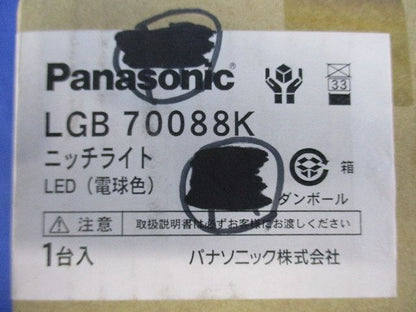 Panasonic®
33
LGB 70088K
ニッチライト
LED（電球色）
箱
ダンボール
注意 取扱説明書は必ずお客様にお渡しください
1台入 パナソニック株式会社